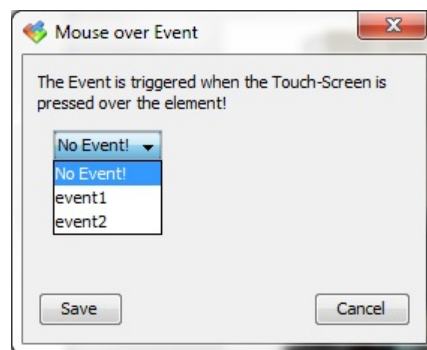 Mouse over Event
The Event is triggered when the Touch-Screen is
pressed over the element!
No Event!
No Event!
event1
event2
Save
Cancel